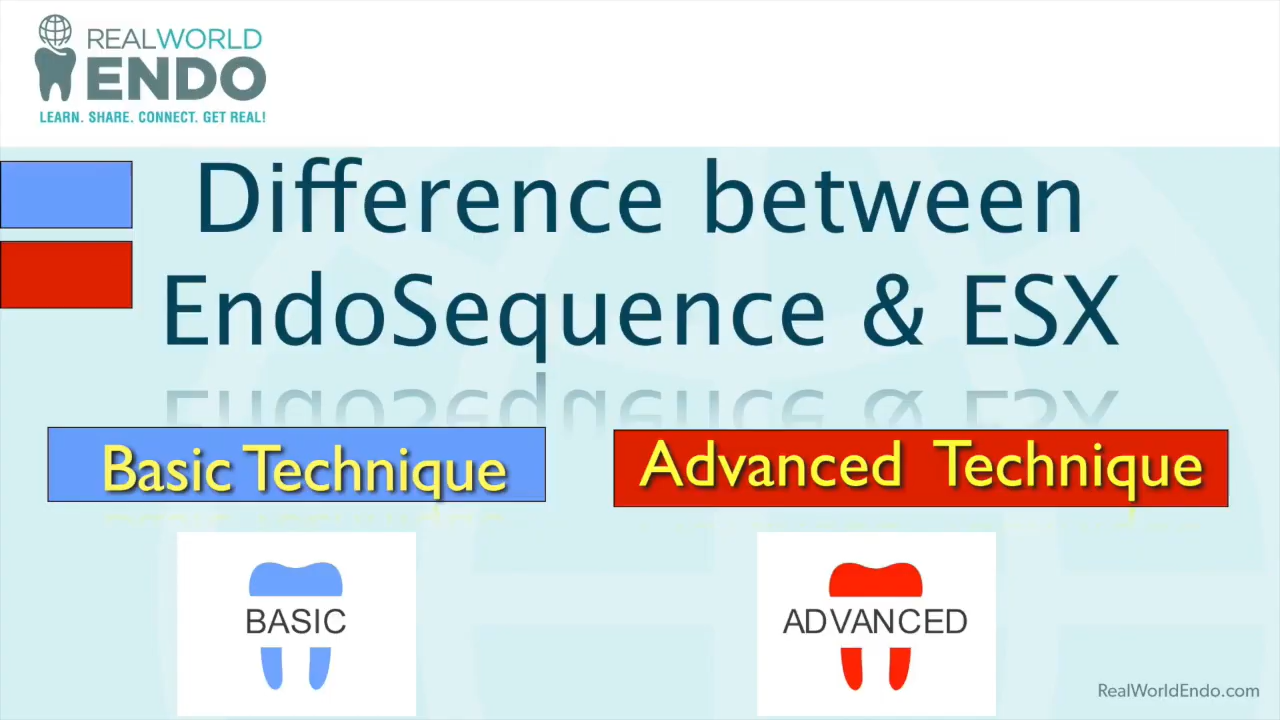 REALWORLD
ENDO
LEARN. SHARE. CONNECT. GET REAL!
Difference between
EndoSequence & ESX
Basic Technique
Advanced Technique
BASIC
ADVANCED
RealWorldEndo.com